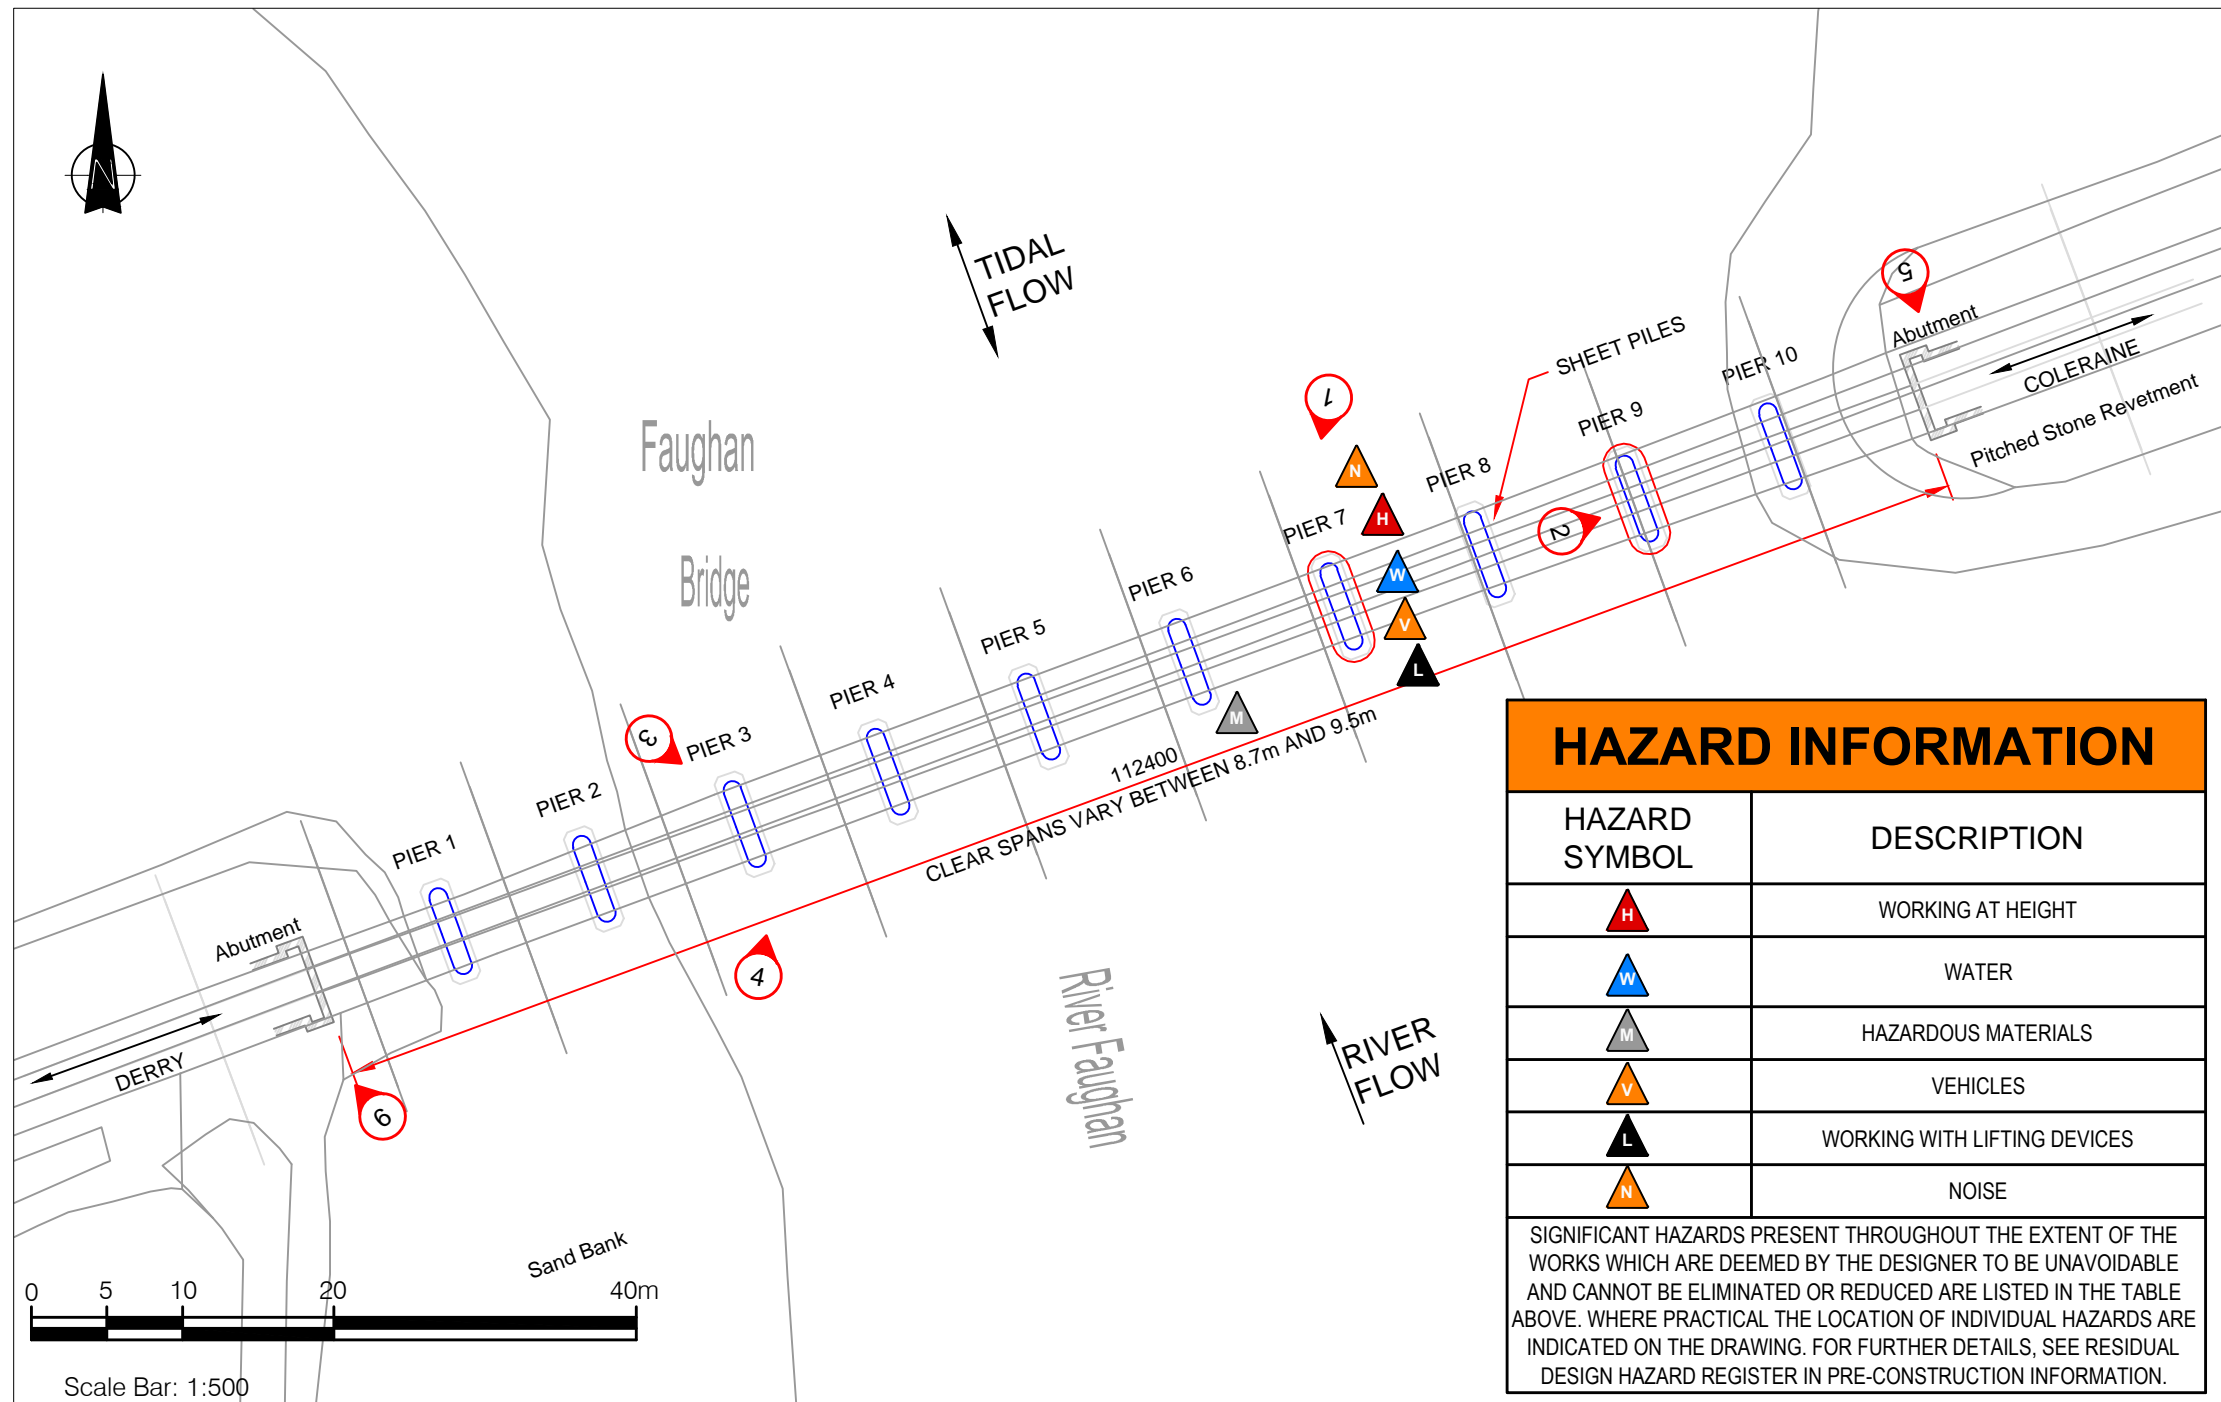 N
TIDAL
FLOW
Faughan
Bridge
5
Abutment
COLERAINE
Pitched Stone Revetment
SHEET PILES
PIER 10
PIER 9
PIER 8
PIER 7
PIER 6
PIER 5
PIER 4
PIER 3
PIER 2
PIER 1
1
N
H
W
V
L
M
2
3
4
6
112400
CLEAR SPANS VARY BETWEEN 8.7m AND 9.5m
Abutment
DERRY
River Faughan
RIVER
FLOW
Sand Bank
0 5 10 20 40m
Scale Bar: 1:500
HAZARD INFORMATION
HAZARD
SYMBOL
DESCRIPTION
H WORKING AT HEIGHT
W WATER
M HAZARDOUS MATERIALS
V VEHICLES
L WORKING WITH LIFTING DEVICES
N NOISE
SIGNIFICANT HAZARDS PRESENT THROUGHOUT THE EXTENT OF THE
WORKS WHICH ARE DEEMED BY THE DESIGNER TO BE UNAVOIDABLE
AND CANNOT BE ELIMINATED OR REDUCED ARE LISTED IN THE TABLE
ABOVE. WHERE PRACTICAL THE LOCATION OF INDIVIDUAL HAZARDS ARE
INDICATED ON THE DRAWING. FOR FURTHER DETAILS, SEE RESIDUAL
DESIGN HAZARD REGISTER IN PRE-CONSTRUCTION INFORMATION.